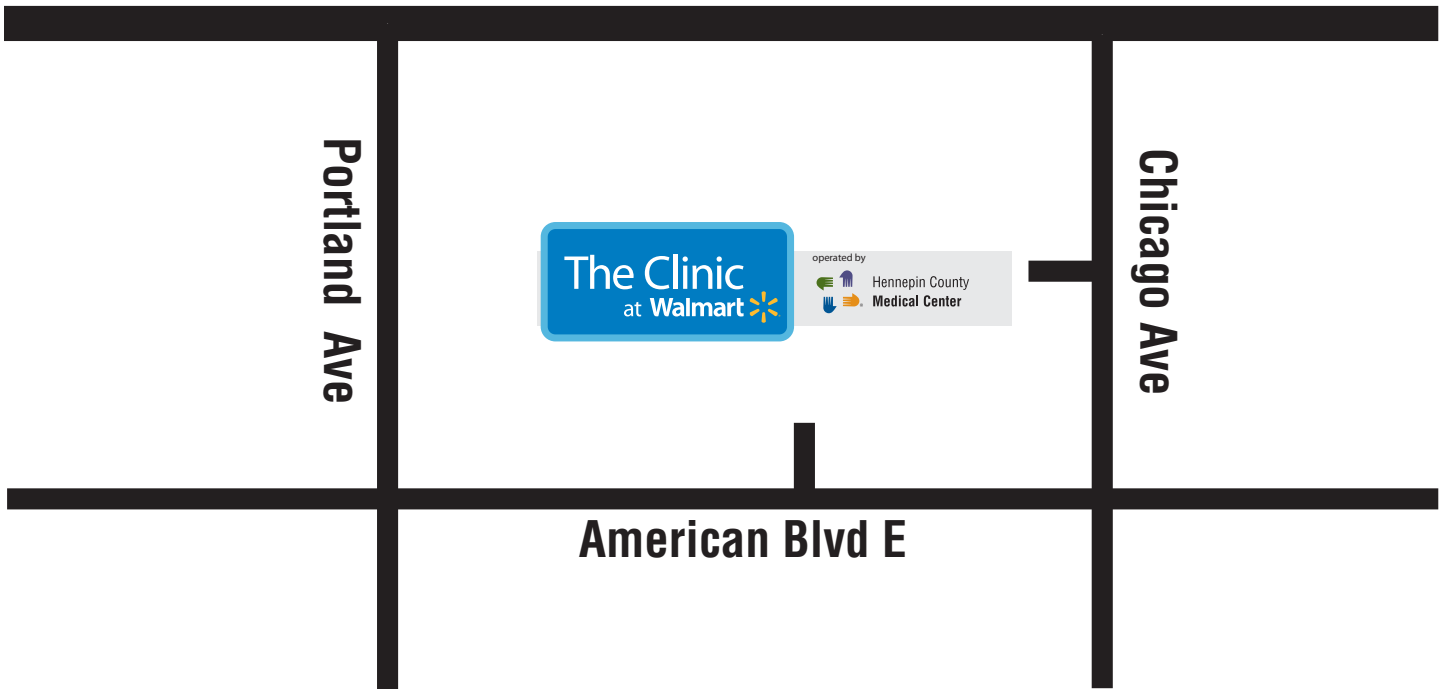 Portland Ave
The Clinic
at Walmart
operated by
Hennepin County
Medical Center
Chicago Ave
American Blvd E